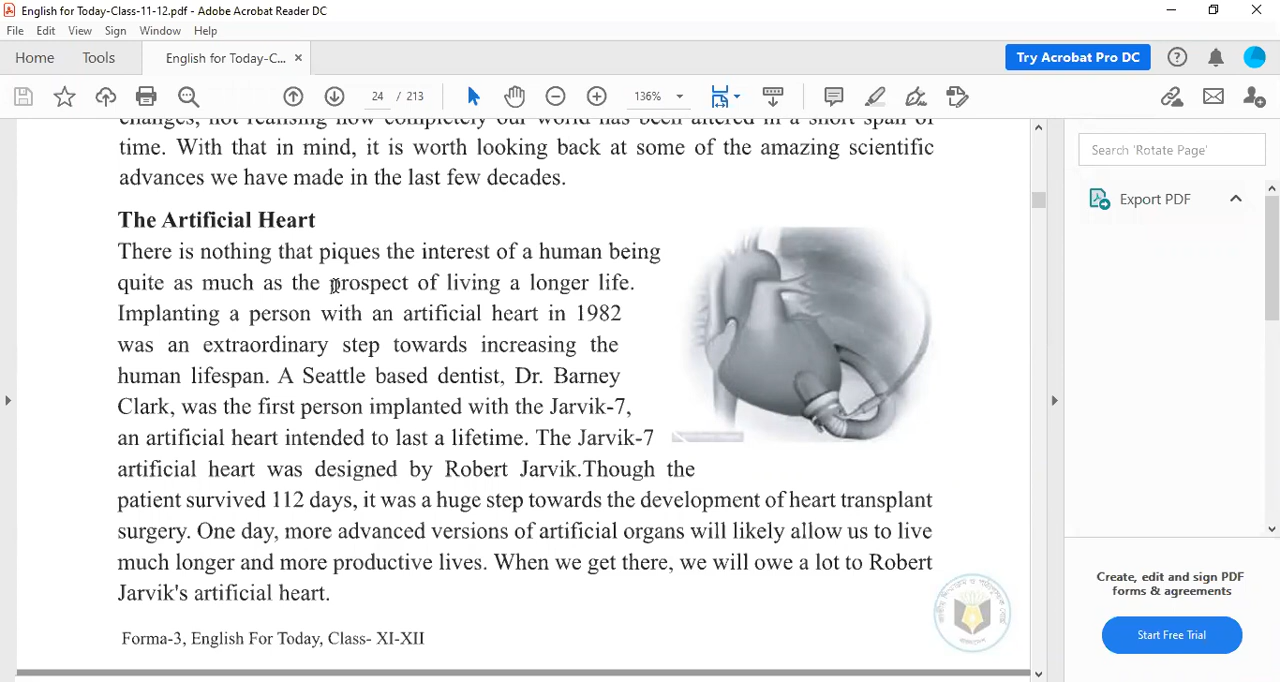 English for Today-Class-11-12.pdf - Adobe Acrobat Reader DC
File Edit View Sign Window Help
Home Tools English for Today-C... × Try Acrobat Pro DC
24 / 213 136%
changes, not realising how completely our world has been altered in a short span of
time. With that in mind, it is worth looking back at some of the amazing scientific
advances we have made in the last few decades.
The Artificial Heart
There is nothing that piques the interest of a human being
quite as much as the prospect of living a longer life.
Implanting a person with an artificial heart in 1982
was an extraordinary step towards increasing the
human lifespan. A Seattle based dentist, Dr. Barney
Clark, was the first person implanted with the Jarvik-7,
an artificial heart intended to last a lifetime. The Jarvik-7
artificial heart was designed by Robert Jarvik.Though the
patient survived 112 days, it was a huge step towards the development of heart transplant
surgery. One day, more advanced versions of artificial organs will likely allow us to live
much longer and more productive lives. When we get there, we will owe a lot to Robert
Jarvik's artificial heart.
Forma-3, English For Today, Class- XI-XII
Search 'Rotate Page'
Export PDF
Create, edit and sign PDF
forms & agreements
Start Free Trial